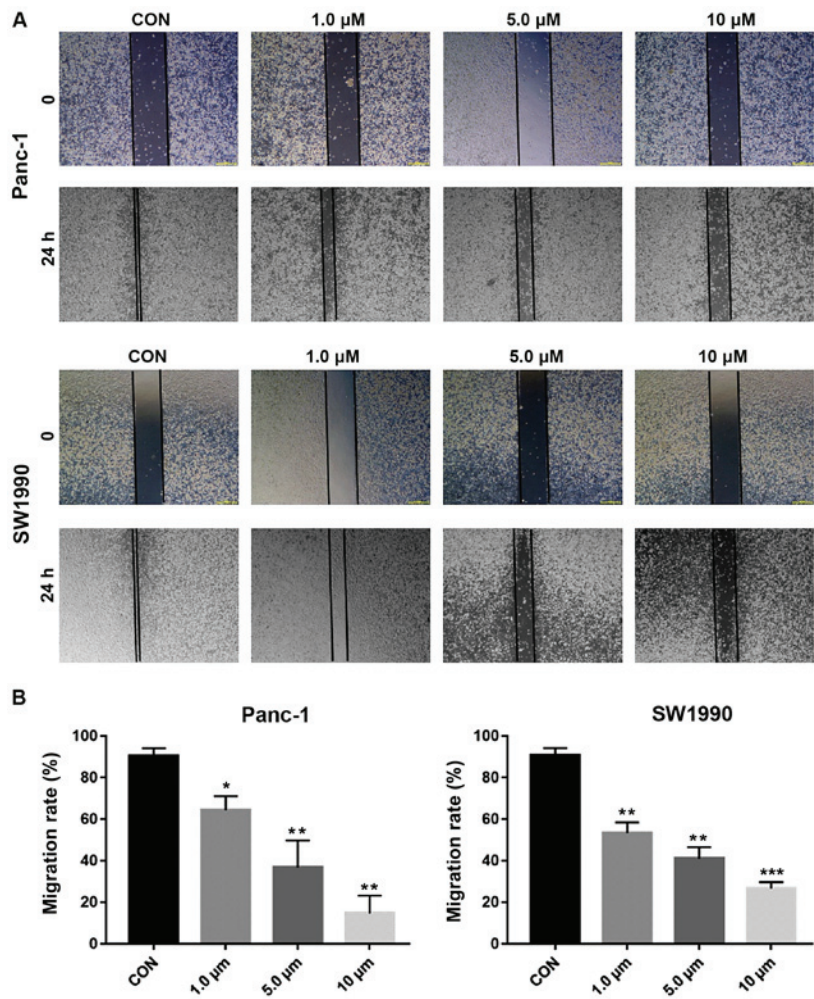 A
CON 1.0 µM 5.0 µM 10 µM
Panc-1
0
24 h
CON 1.0 µM 5.0 µM 10 µM
SW1990
0
24 h
B
Panc-1
Migration rate (%)
100
80
60
40
20
0
*
**
**
CON 1.0 µm 5.0 µm 10 µm
SW1990
Migration rate (%)
100
80
60
40
20
0
**
**
***
CON 1.0 µm 5.0 µm 10 µm